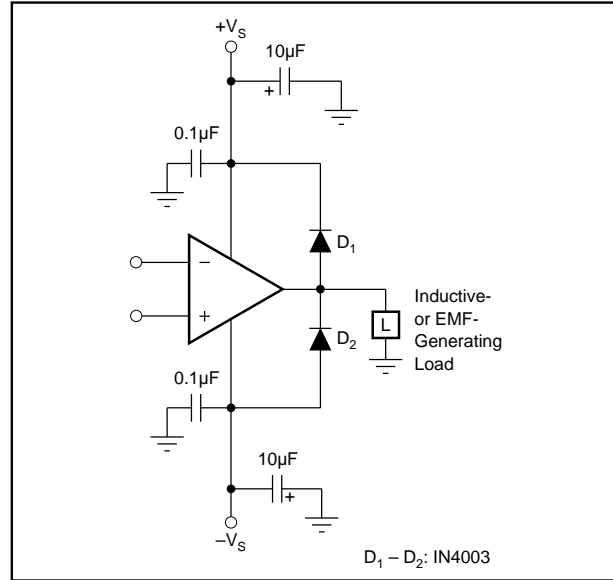 +VS
10µF
+
0.1µF
D1
−
+
L
Inductive-
or EMF-
Generating
Load
D2
0.1µF
10µF
+
–VS
D1 – D2: IN4003